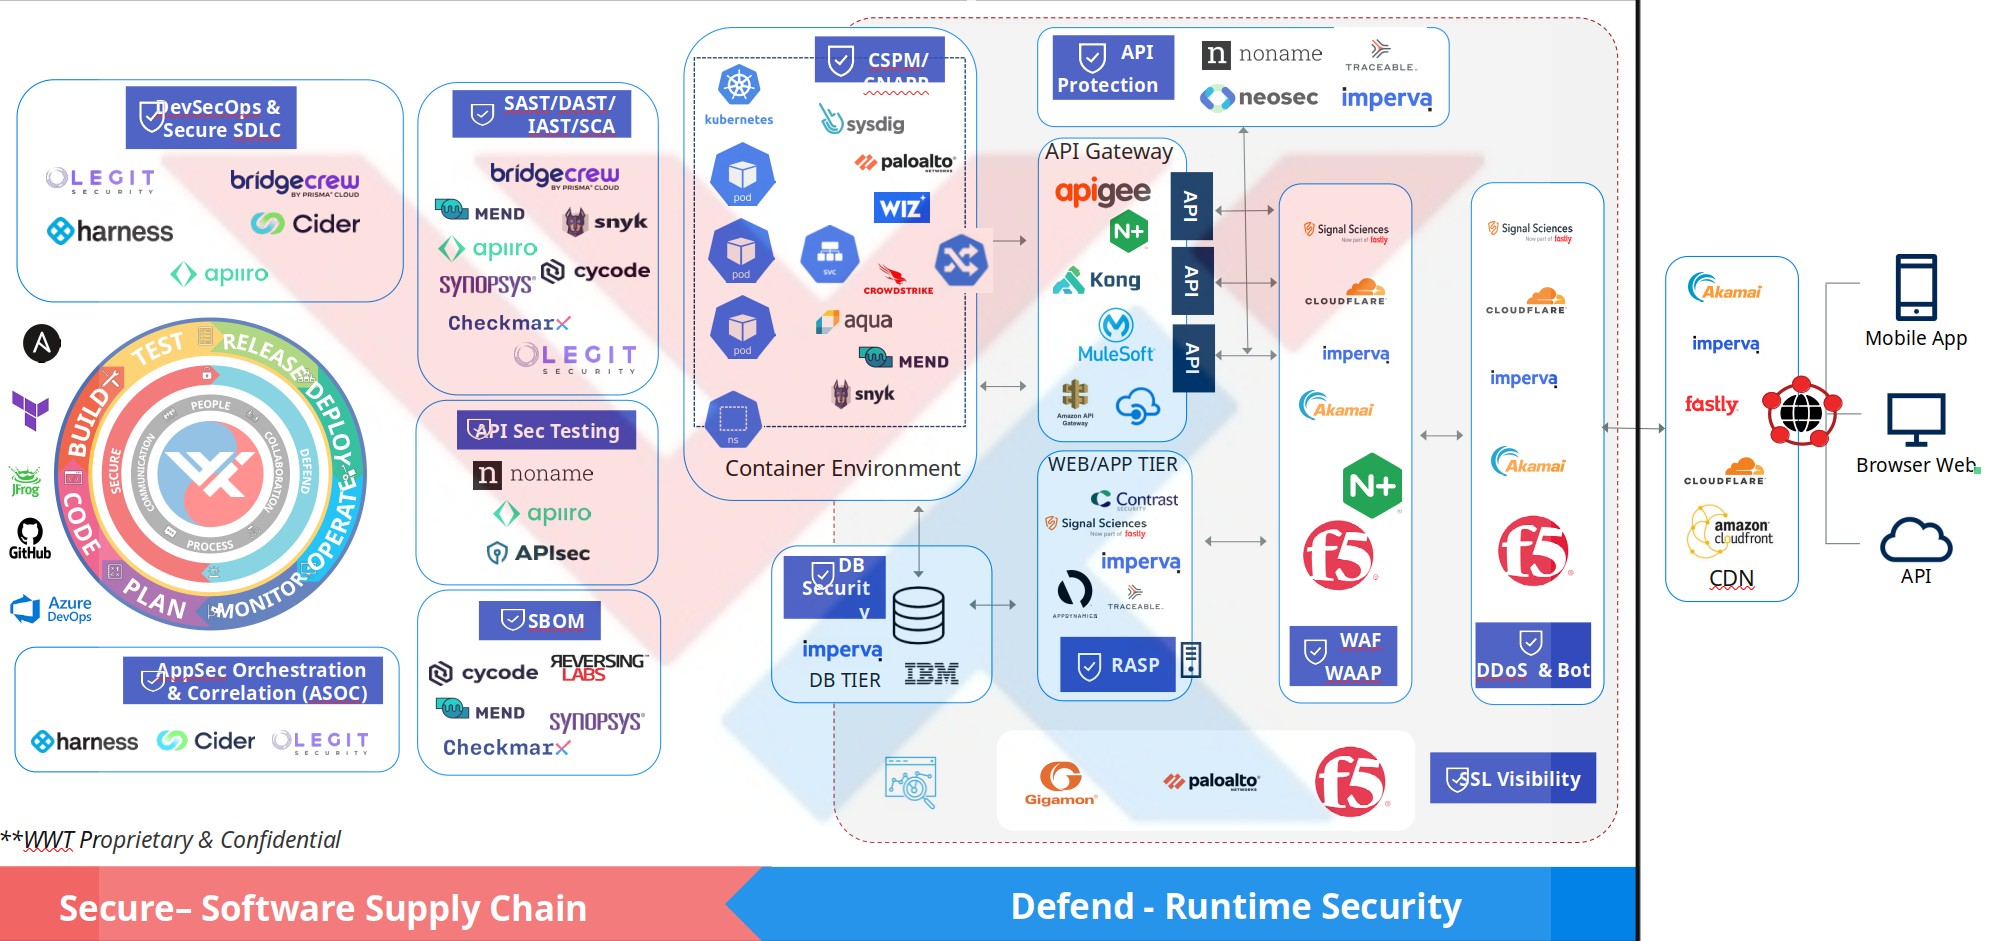 DevSecOps &
Secure SDLC
LEGIT
SECURITY
bridgecrew
BY PRISMA® CLOUD
harness
Cider
apiiro
SAST/DAST/
IAST/SCA
bridgecrew
BY PRISMA® CLOUD
MEND
snyk
apiiro
SYNOPSYS®
cycode
Checkmarx
LEGIT
SECURITY
TEST
RELEASE
DEPLOY
OPERATE
MONITOR
PLAN
CODE
BUILD
SECURE
DEFEND
PEOPLE
COLLABORATION
PROCESS
COMMUNICATION
JFrog
GitHub
Azure
DevOps
API Sec Testing
noname
apiiro
APIsec
SBOM
cycode
REVERSING
LABS
MEND
SYNOPSYS®
Checkmarx
AppSec Orchestration
& Correlation (ASOC)
harness
Cider
LEGIT
SECURITY
**WWT Proprietary & Confidential
Secure– Software Supply Chain
CSPM/
CNAPP
kubernetes
sysdig
paloalto®
NETWORKS
pod
WIZ
pod
svc
CROWDSTRIKE
pod
aqua
MEND
snyk
ns
Container Environment
DB
Securit
y
imperva
DB TIER
IBM
API
Protection
noname
TRACEABLE
neosec
imperva
API Gateway
apigee
N+
Kong
MuleSoft
Amazon API
Gateway
API
API
API
WEB/APP TIER
Contrast
SECURITY
Signal Sciences
Now part of fastly
imperva
APPDYNAMICS
TRACEABLE
RASP
Signal Sciences
Now part of fastly
CLOUDFLARE
imperva
Akamai
N+
f5
WAF
WAAP
Signal Sciences
Now part of fastly
CLOUDFLARE
imperva
Akamai
f5
DDoS & Bot
Gigamon®
paloalto®
NETWORKS
f5
SSL Visibility
Defend - Runtime Security
Akamai
imperva
fastly
CLOUDFLARE
amazon
cloudfront
CDN
Mobile App
Browser Web
API